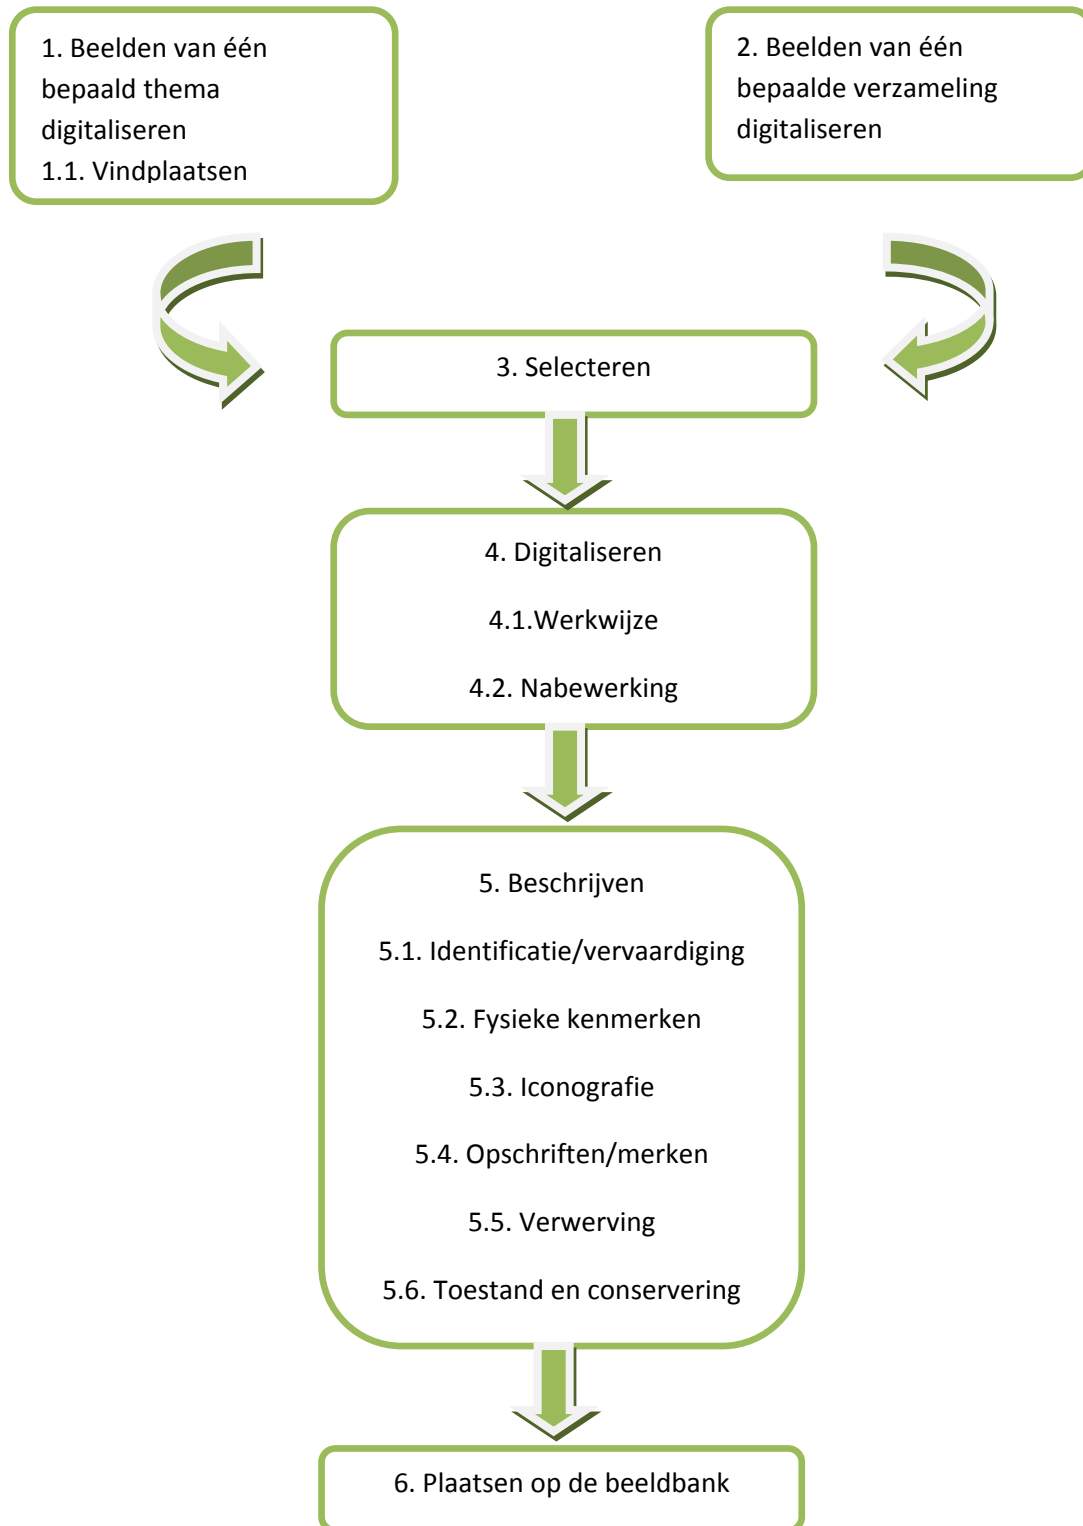 1. Beelden van één
bepaald thema
digitaliseren
1.1. Vindplaatsen
2. Beelden van één
bepaalde verzameling
digitaliseren
3. Selecteren
4. Digitaliseren
4.1.Werkwijze
4.2. Nabewerking
5. Beschrijven
5.1. Identificatie/vervaardiging
5.2. Fysieke kenmerken
5.3. Iconografie
5.4. Opschriften/merken
5.5. Verwerving
5.6. Toestand en conservering
6. Plaatsen op de beeldbank